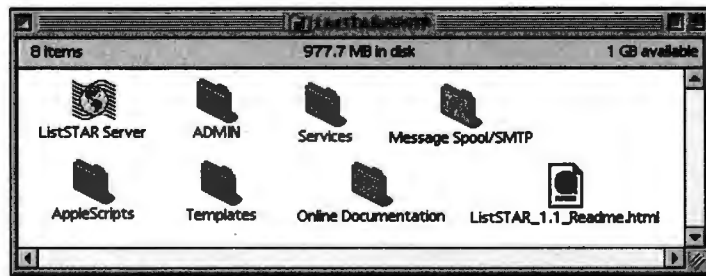 8 items 977.7 MB in disk 1 GB available
ListSTAR Server ADMIN Services Message Spool/SMTP
AppleScripts Templates Online Documentation ListSTAR_1.1_Readme.html